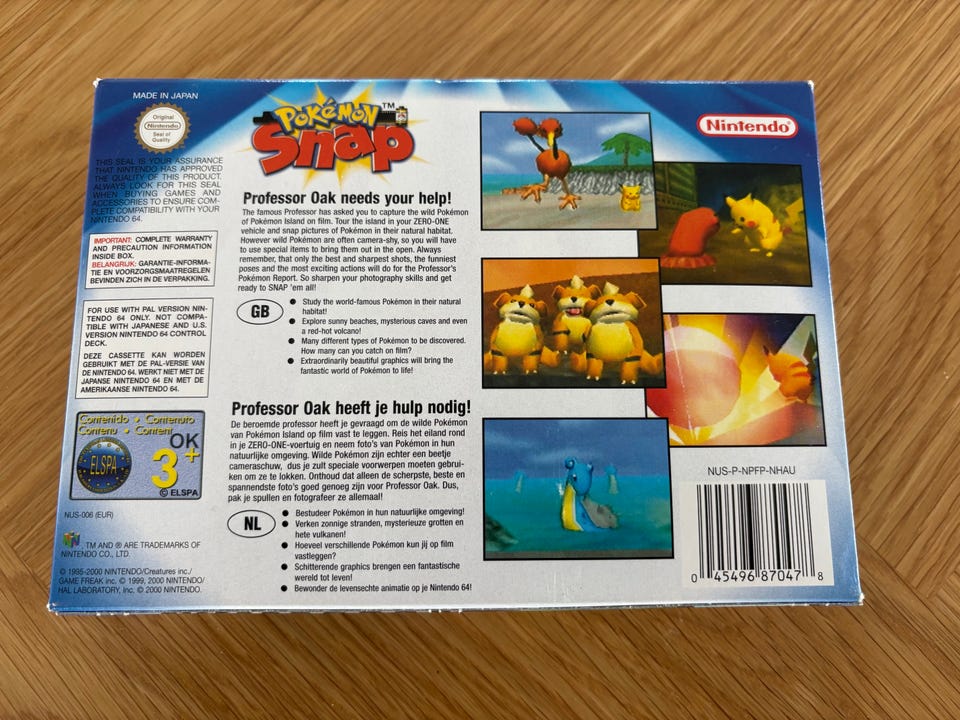 MADE IN JAPAN
Original
Nintendo
Seal of
Quality
THIS SEAL IS YOUR ASSURANCE
THAT NINTENDO HAS APPROVED
THE QUALITY OF THIS PRODUCT.
ALWAYS LOOK FOR THIS SEAL
WHEN BUYING GAMES AND
ACCESSORIES TO ENSURE COM-
PLETE COMPATIBILITY WITH YOUR
NINTENDO 64.
IMPORTANT: COMPLETE WARRANTY
AND PRECAUTION INFORMATION
INSIDE BOX.
BELANGRIJK: GARANTIE-INFORMA-
TIE EN VOORZORGSMAATREGELEN
BEVINDEN ZICH IN DE VERPAKKING.
FOR USE WITH PAL VERSION NIN-
TENDO 64 ONLY. NOT COMPA-
TIBLE WITH JAPANESE AND U.S.
VERSION NINTENDO 64 CONTROL
DECK.
DEZE CASSETTE KAN WORDEN
GEBRUIKT MET DE PAL-VERSIE VAN
DE NINTENDO 64. WERKT NIET MET DE
JAPANSE NINTENDO 64 EN MET DE
AMERIKAANSE NINTENDO 64.
Contenido • Contenuto
Contenu • Content
ELSPA
OK
3+
© ELSPA
NUS-006 (EUR)
TM AND ® ARE TRADEMARKS OF
NINTENDO CO., LTD.
© 1995-2000 NINTENDO/Creatures inc./
GAME FREAK inc. © 1999, 2000 NINTENDO/
HAL LABORATORY, inc. © 2000 NINTENDO.
POKéMON™
Snap
Professor Oak needs your help!
The famous Professor has asked you to capture the wild Pokémon
of Pokémon Island on film. Tour the island in your ZERO-ONE
vehicle and snap pictures of Pokémon in their natural habitat.
However wild Pokémon are often camera-shy, so you will have
to use special items to bring them out in the open. Always
remember, that only the best and sharpest shots, the funniest
poses and the most exciting actions will do for the Professor's
Pokémon Report. So sharpen your photography skills and get
ready to SNAP 'em all!
GB
● Study the world-famous Pokémon in their natural
habitat!
● Explore sunny beaches, mysterious caves and even
a red-hot volcano!
● Many different types of Pokémon to be discovered.
How many can you catch on film?
● Extraordinarily beautiful graphics will bring the
fantastic world of Pokémon to life!
Professor Oak heeft je hulp nodig!
De beroemde professor heeft je gevraagd om de wilde Pokémon
van Pokémon Island op film vast te leggen. Reis het eiland rond
in je ZERO-ONE-voertuig en neem foto's van Pokémon in hun
natuurlijke omgeving. Wilde Pokémon zijn echter een beetje
cameraschuw, dus je zult speciale voorwerpen moeten gebrui-
ken om ze te lokken. Onthoud dat alleen de scherpste, beste en
spannendste foto's goed genoeg zijn voor Professor Oak. Dus,
pak je spullen en fotografeer ze allemaal!
NL
● Bestudeer Pokémon in hun natuurlijke omgeving!
● Verken zonnige stranden, mysterieuze grotten en
hete vulkanen!
● Hoeveel verschillende Pokémon kun jij op film
vastleggen?
● Schitterende graphics brengen een fantastische
wereld tot leven!
● Bewonder de levensechte animatie op je Nintendo 64!
Nintendo®
NUS-P-NPFP-NHAU
0 45496 87047 8